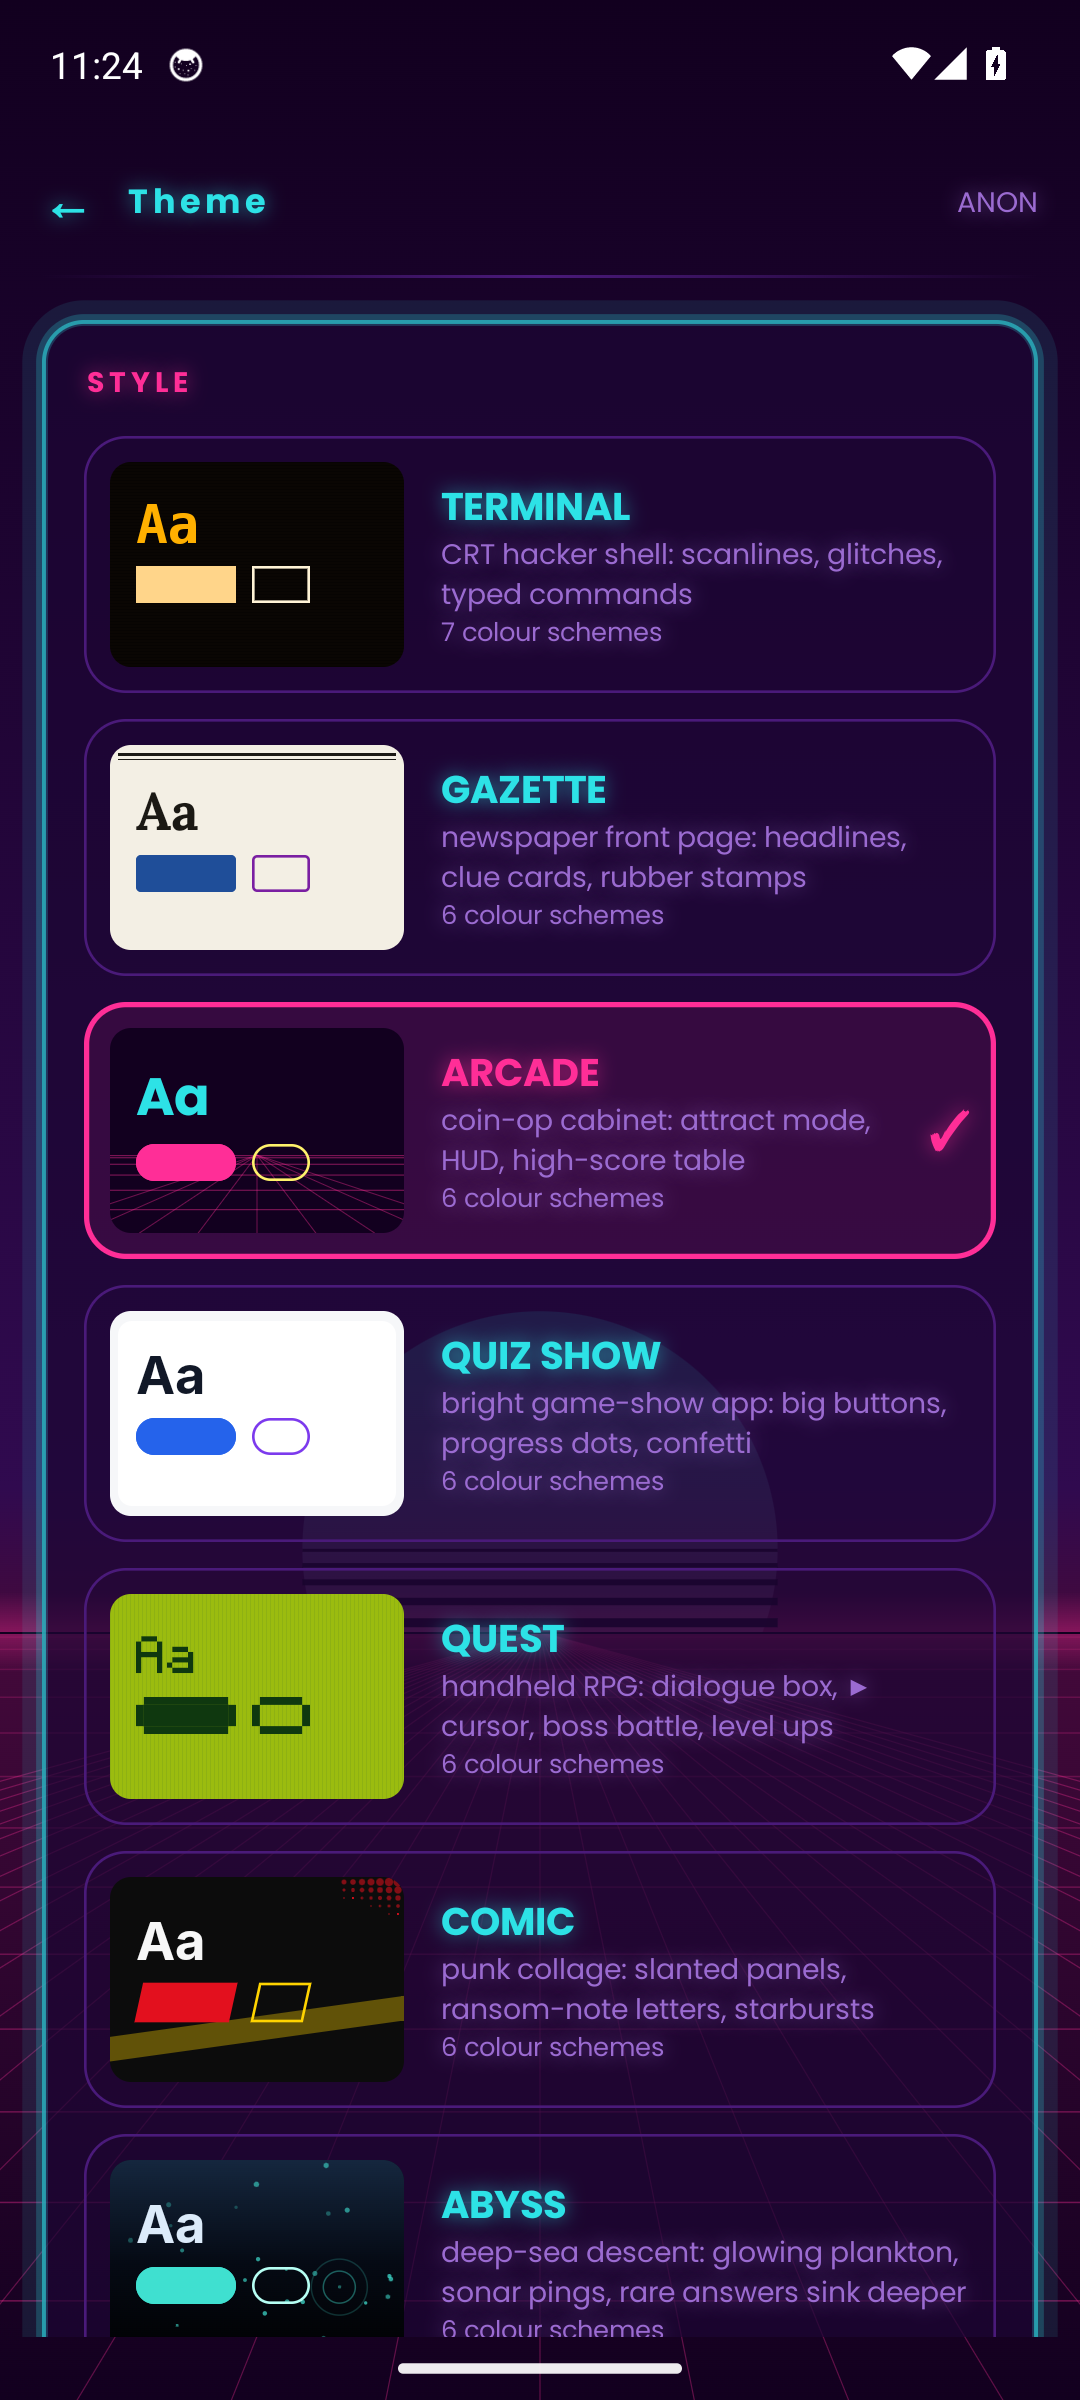 11:24
← Theme
ANON
STYLE
Aa
TERMINAL
CRT hacker shell: scanlines, glitches,
typed commands
7 colour schemes
Aa
GAZETTE
newspaper front page: headlines,
clue cards, rubber stamps
6 colour schemes
Aa
ARCADE
coin-op cabinet: attract mode,
HUD, high-score table
6 colour schemes
✓
Aa
QUIZ SHOW
bright game-show app: big buttons,
progress dots, confetti
6 colour schemes
Aa
QUEST
handheld RPG: dialogue box, ►
cursor, boss battle, level ups
6 colour schemes
Aa
COMIC
punk collage: slanted panels,
ransom-note letters, starbursts
6 colour schemes
Aa
ABYSS
deep-sea descent: glowing plankton,
sonar pings, rare answers sink deeper
6 colour schemes